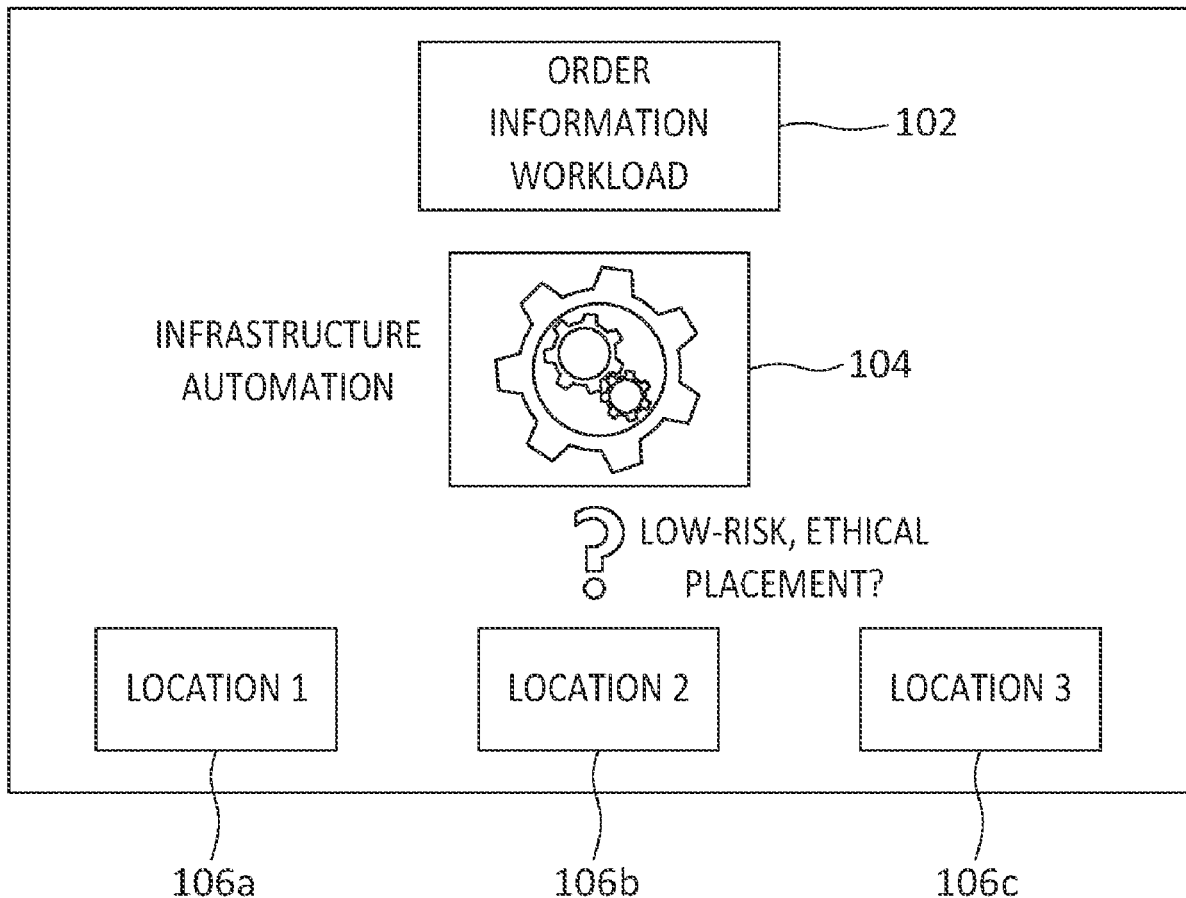 ORDER
INFORMATION
WORKLOAD
102
INFRASTRUCTURE
AUTOMATION
104
?
LOW-RISK, ETHICAL
PLACEMENT?
LOCATION 1
LOCATION 2
LOCATION 3
106a
106b
106c